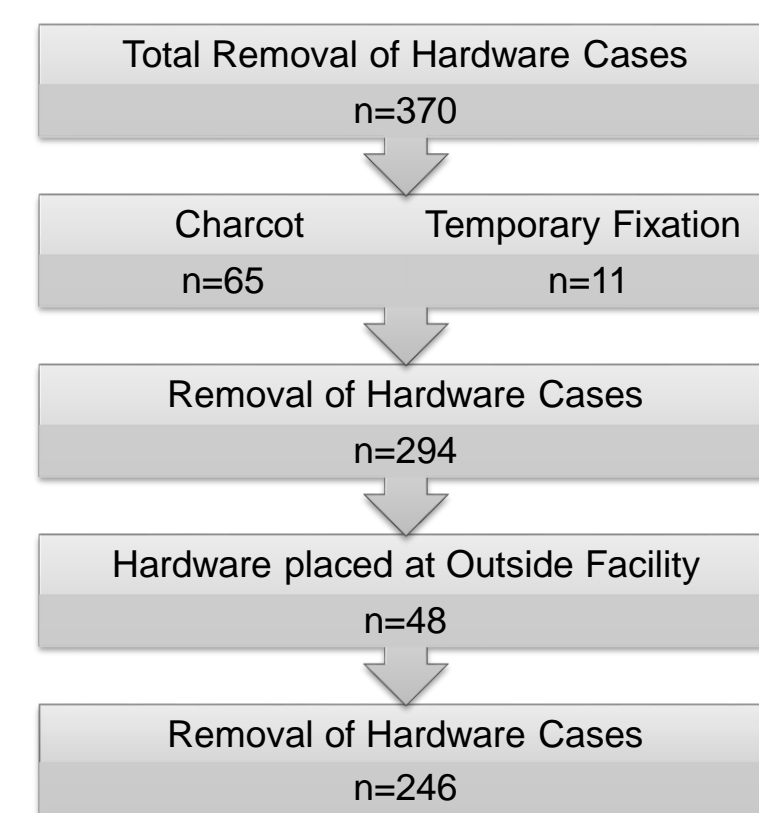 Total Removal of Hardware Cases
n=370
Charcot Temporary Fixation
n=65 n=11
Removal of Hardware Cases
n=294
Hardware placed at Outside Facility
n=48
Removal of Hardware Cases
n=246